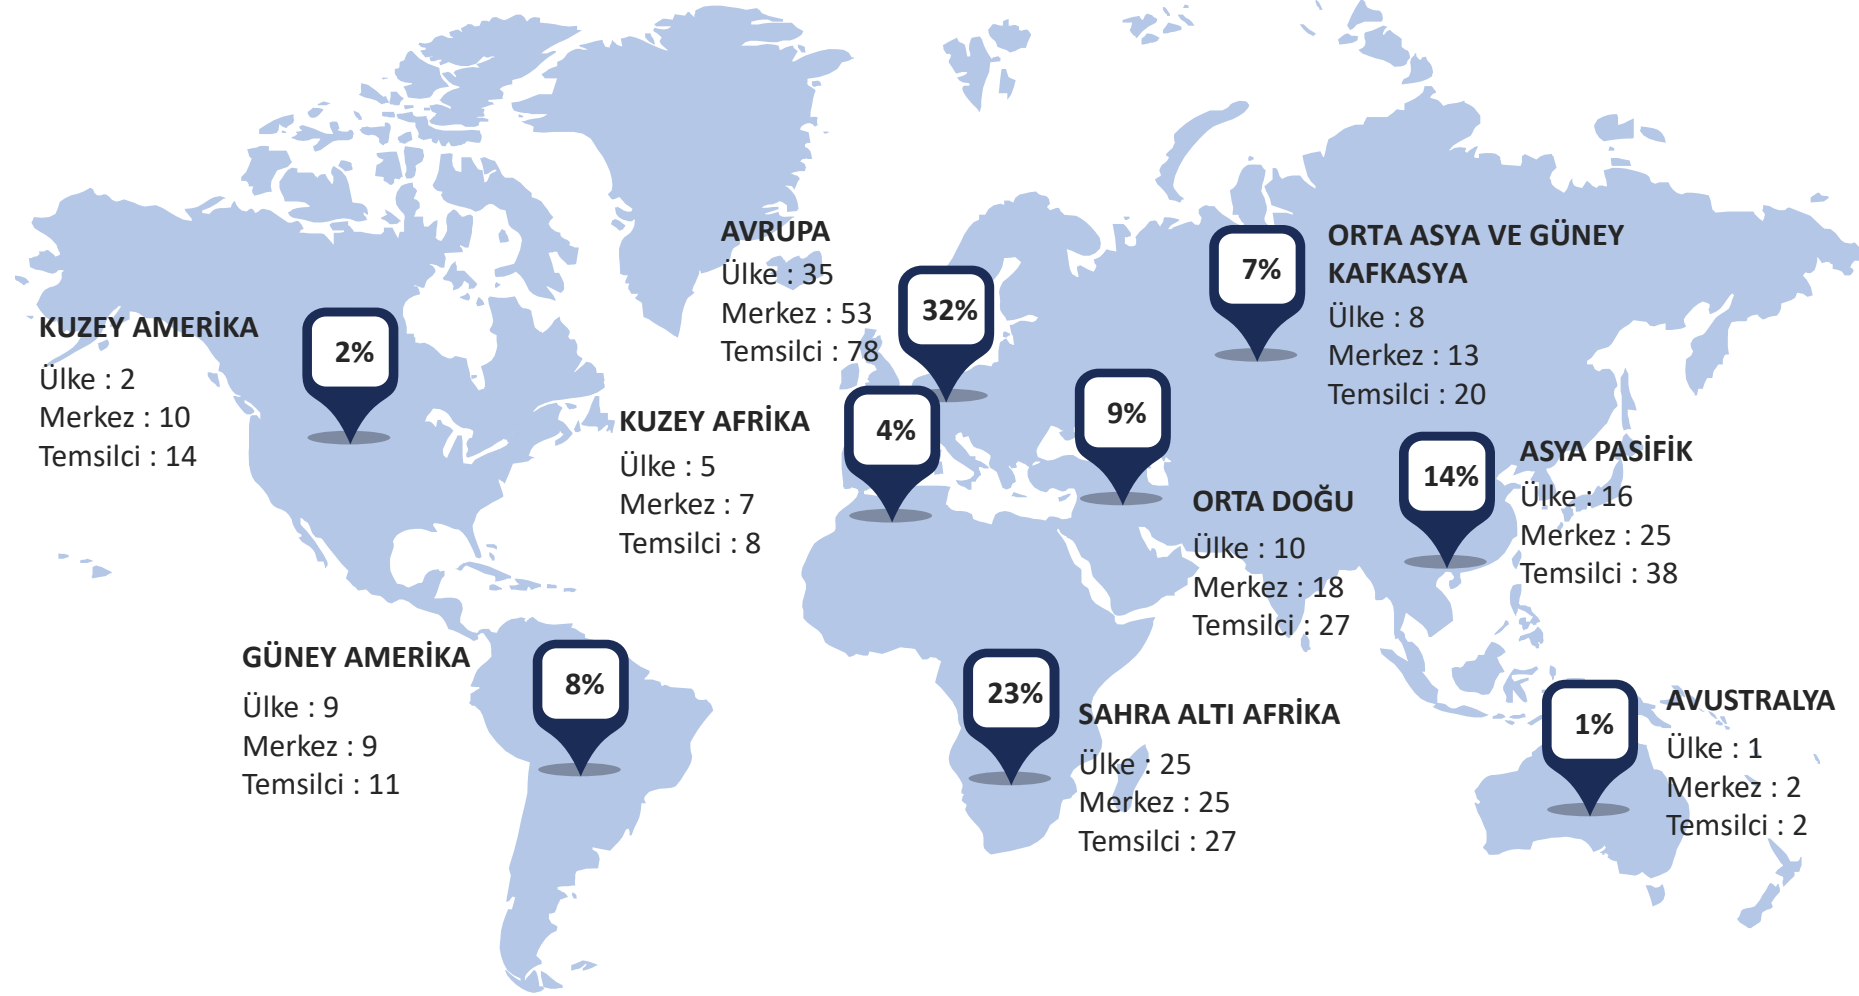 AVRUPA
Ülke : 35
Merkez : 53
Temsilci : 78
32%
7%
ORTA ASYA VE GÜNEY
KAFKASYA
Ülke : 8
Merkez : 13
Temsilci : 20
KUZEY AMERİKA
Ülke : 2
Merkez : 10
Temsilci : 14
2%
KUZEY AFRİKA
Ülke : 5
Merkez : 7
Temsilci : 8
4%
9%
ORTA DOĞU
Ülke : 10
Merkez : 18
Temsilci : 27
14%
ASYA PASİFİK
Ülke : 16
Merkez : 25
Temsilci : 38
GÜNEY AMERİKA
Ülke : 9
Merkez : 9
Temsilci : 11
8%
23%
SAHRA ALTI AFRİKA
Ülke : 25
Merkez : 25
Temsilci : 27
1%
AVUSTRALYA
Ülke : 1
Merkez : 2
Temsilci : 2